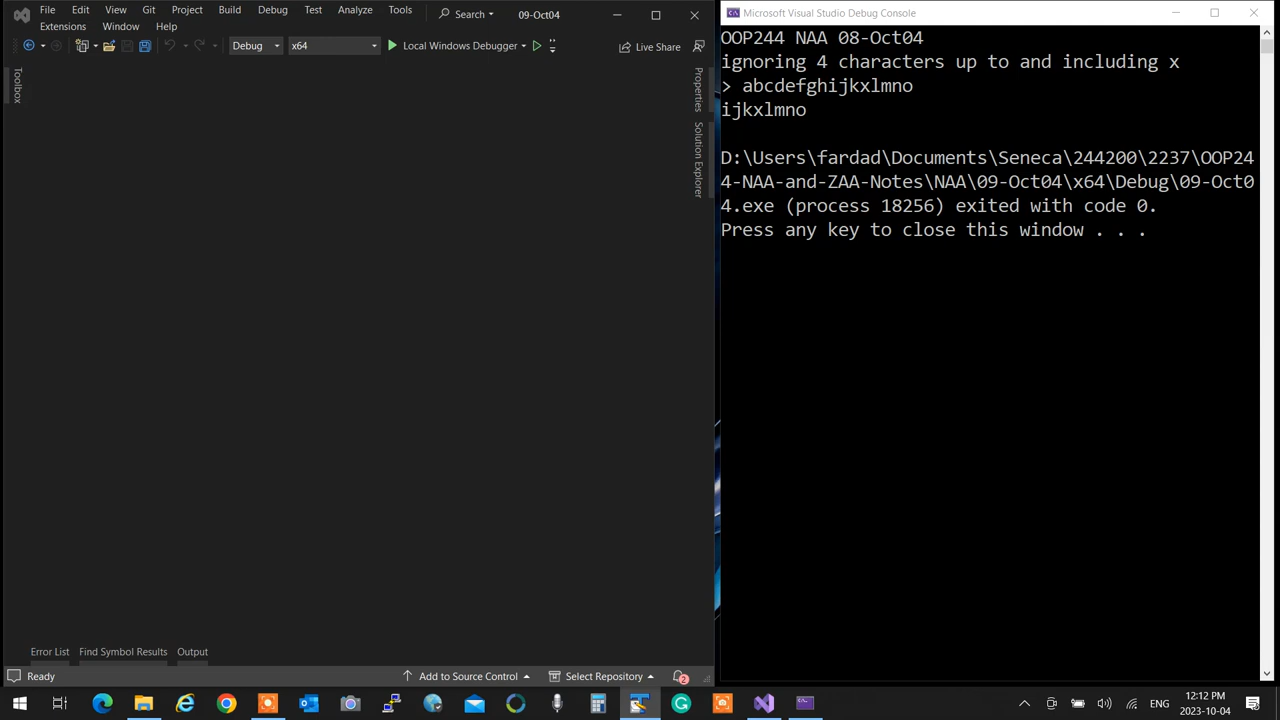 File Edit View Git Project Build Debug Test Analyze Tools Search 09-Oct04
Extensions Window Help
Debug x64 Local Windows Debugger Live Share
Toolbox
Properties
Solution Explorer
Error List Find Symbol Results Output
Ready Add to Source Control Select Repository 2
Microsoft Visual Studio Debug Console
OOP244 NAA 08-Oct04
ignoring 4 characters up to and including x
> abcdefghijkxlmno
ijkxlmno
D:\Users\fardad\Documents\Seneca\244200\2237\OOP24
4-NAA-and-ZAA-Notes\NAA\09-Oct04\x64\Debug\09-Oct0
4.exe (process 18256) exited with code 0.
Press any key to close this window . . .
ENG
12:12 PM
2023-10-04